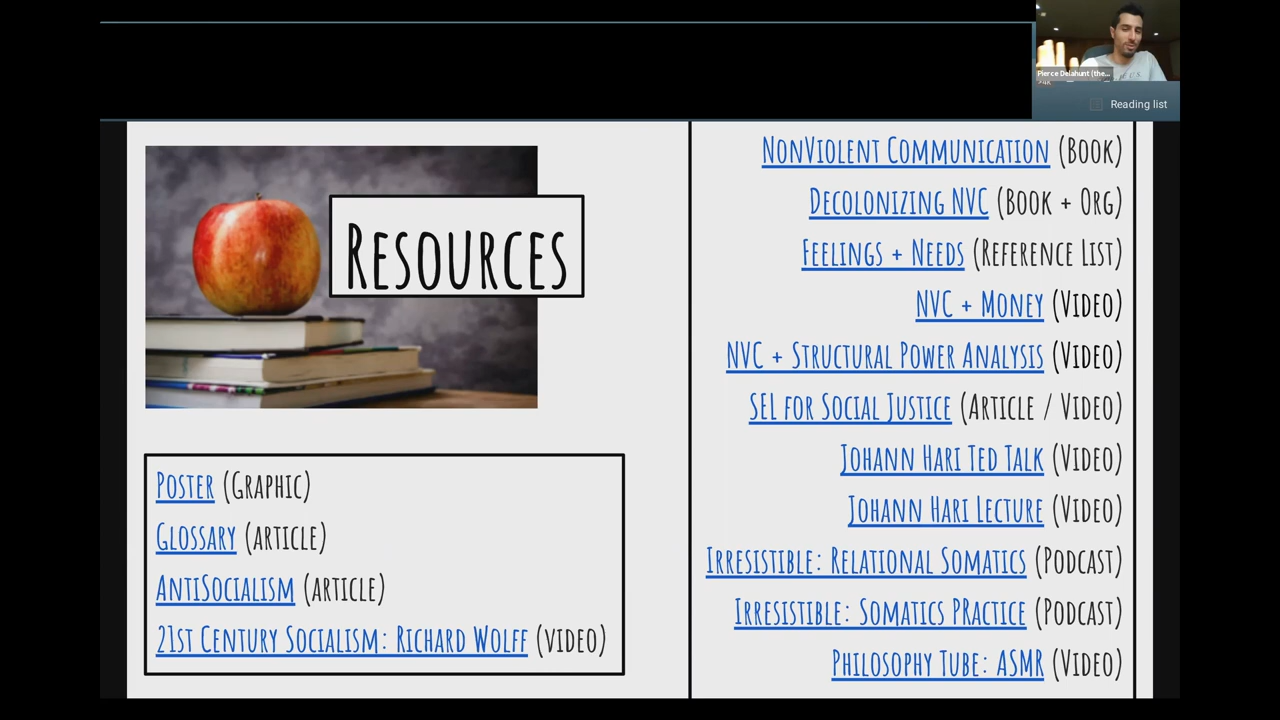 Pierce Delahunt (the...
Reading list
Resources
Poster (Graphic)
Glossary (article)
AntiSocialism (article)
21st Century Socialism: Richard Wolff (video)
NonViolent Communication (Book)
Decolonizing NVC (Book + Org)
Feelings + Needs (Reference List)
NVC + Money (Video)
NVC + Structural Power Analysis (Video)
SEL for Social Justice (Article / Video)
Johann Hari Ted Talk (Video)
Johann Hari Lecture (Video)
Irresistible: Relational Somatics (Podcast)
Irresistible: Somatics PRactice (Podcast)
Philosophy Tube: ASMR (Video)